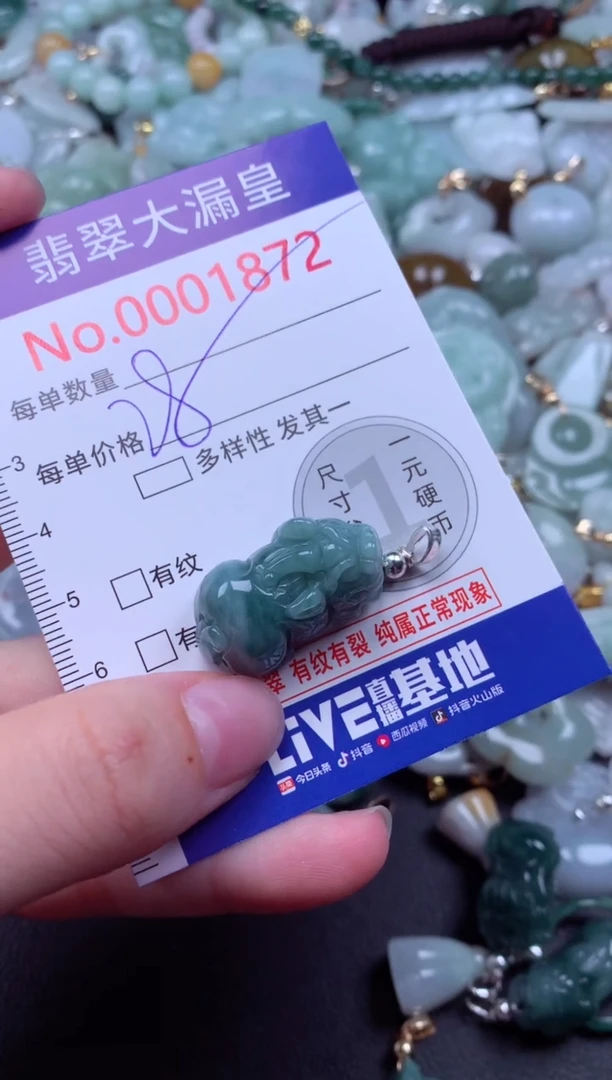 翡翠大漏皇
No.0001872
每单数量
每单价格 28
多样性 发其一
一元硬币
尺寸
1
3
4
5
6
有纹
有
翠 有纹有裂 纯属正常现象
LIVE直播基地
今日头条 抖音 西瓜视频 抖音火山版